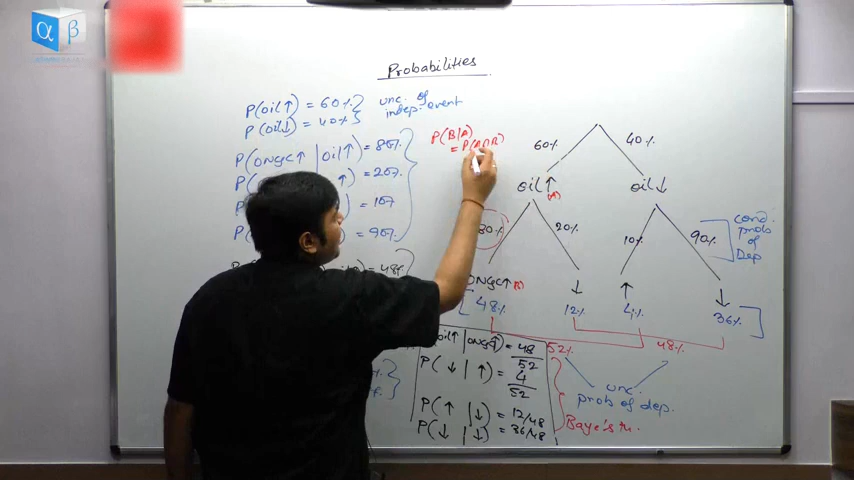 α β
Probabilities
P(oil↑) = 60%
P(oil↓) = 40%
unc. of
indep. event
P(ONGC↑ | oil↑) = 80%
= 20%
= 10%
= 90%
= 48%
P(B|A)
= P(A∩B)
60%
40%
oil↑
(A)
oil↓
80%
20%
10%
90%
cond.
probs
of
Dep
ONGC↑ (B)
↓
↑
↓
48%
12%
4%
36%
52%
48%
unc.
prob of dep.
oil↑ | ONGC↑) = 48/52
P(↓ | ↑) = 4/52
P(↑ | ↓) = 12/48
P(↓ | ↓) = 36/48
Baye's th.